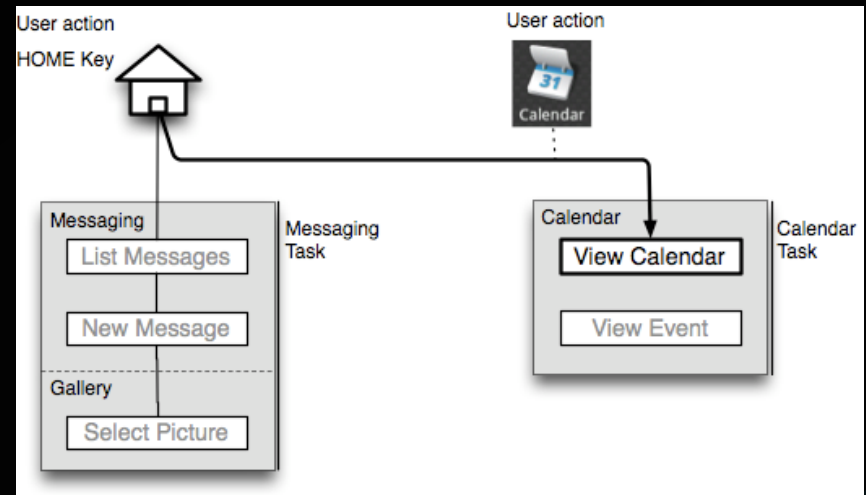 User action
HOME Key
User action
31
Calendar
Messaging
List Messages
New Message
Gallery
Select Picture
Messaging
Task
Calendar
View Calendar
View Event
Calendar
Task